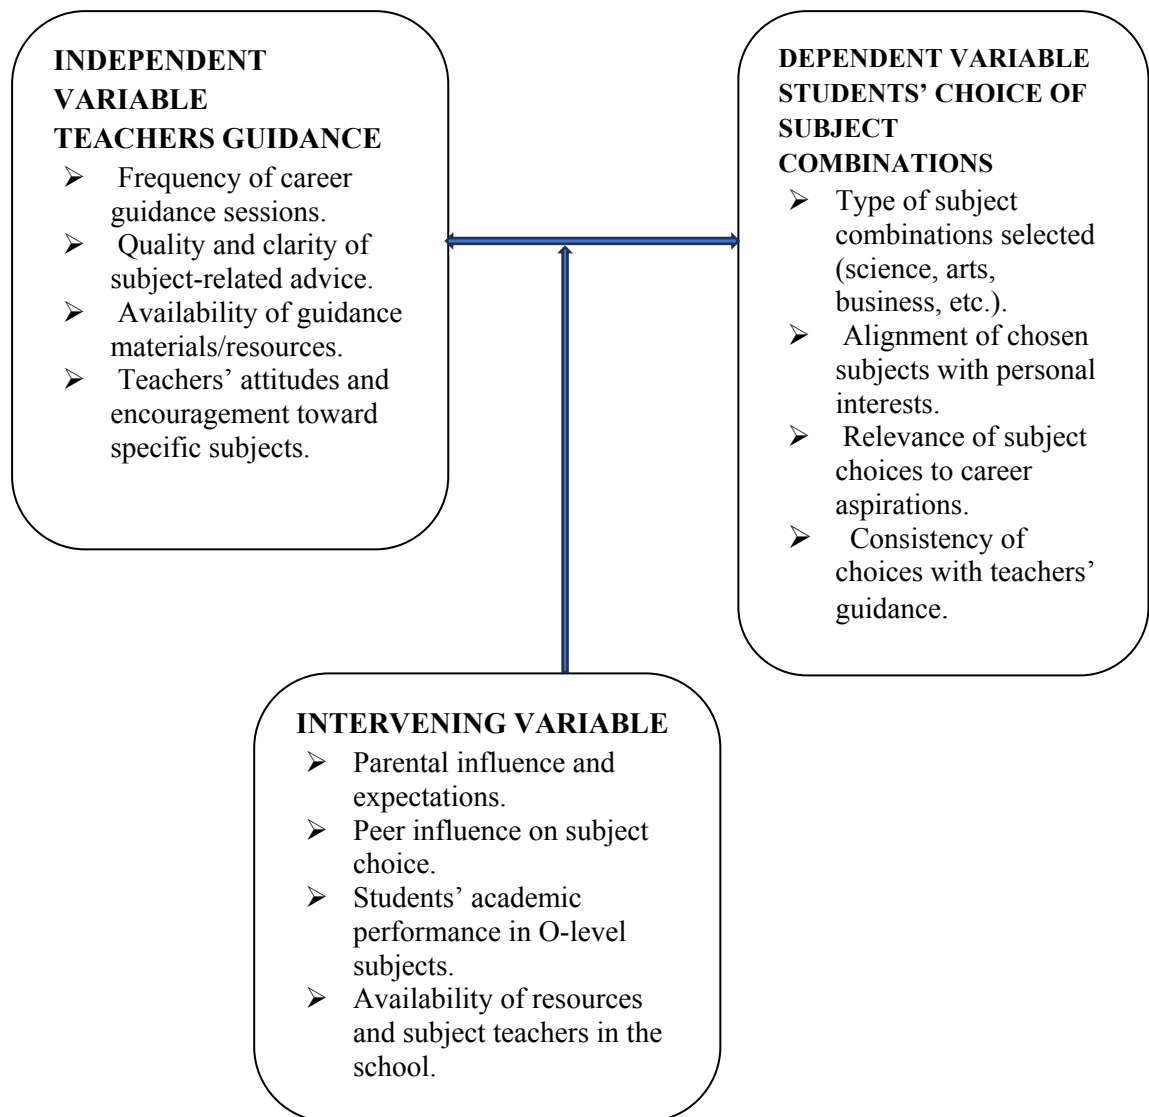 INDEPENDENT
VARIABLE
TEACHERS GUIDANCE
➢ Frequency of career
guidance sessions.
➢ Quality and clarity of
subject-related advice.
➢ Availability of guidance
materials/resources.
➢ Teachers’ attitudes and
encouragement toward
specific subjects.
DEPENDENT VARIABLE
STUDENTS’ CHOICE OF
SUBJECT
COMBINATIONS
➢ Type of subject
combinations selected
(science, arts,
business, etc.).
➢ Alignment of chosen
subjects with personal
interests.
➢ Relevance of subject
choices to career
aspirations.
➢ Consistency of
choices with teachers’
guidance.
INTERVENING VARIABLE
➢ Parental influence and
expectations.
➢ Peer influence on subject
choice.
➢ Students’ academic
performance in O-level
subjects.
➢ Availability of resources
and subject teachers in the
school.